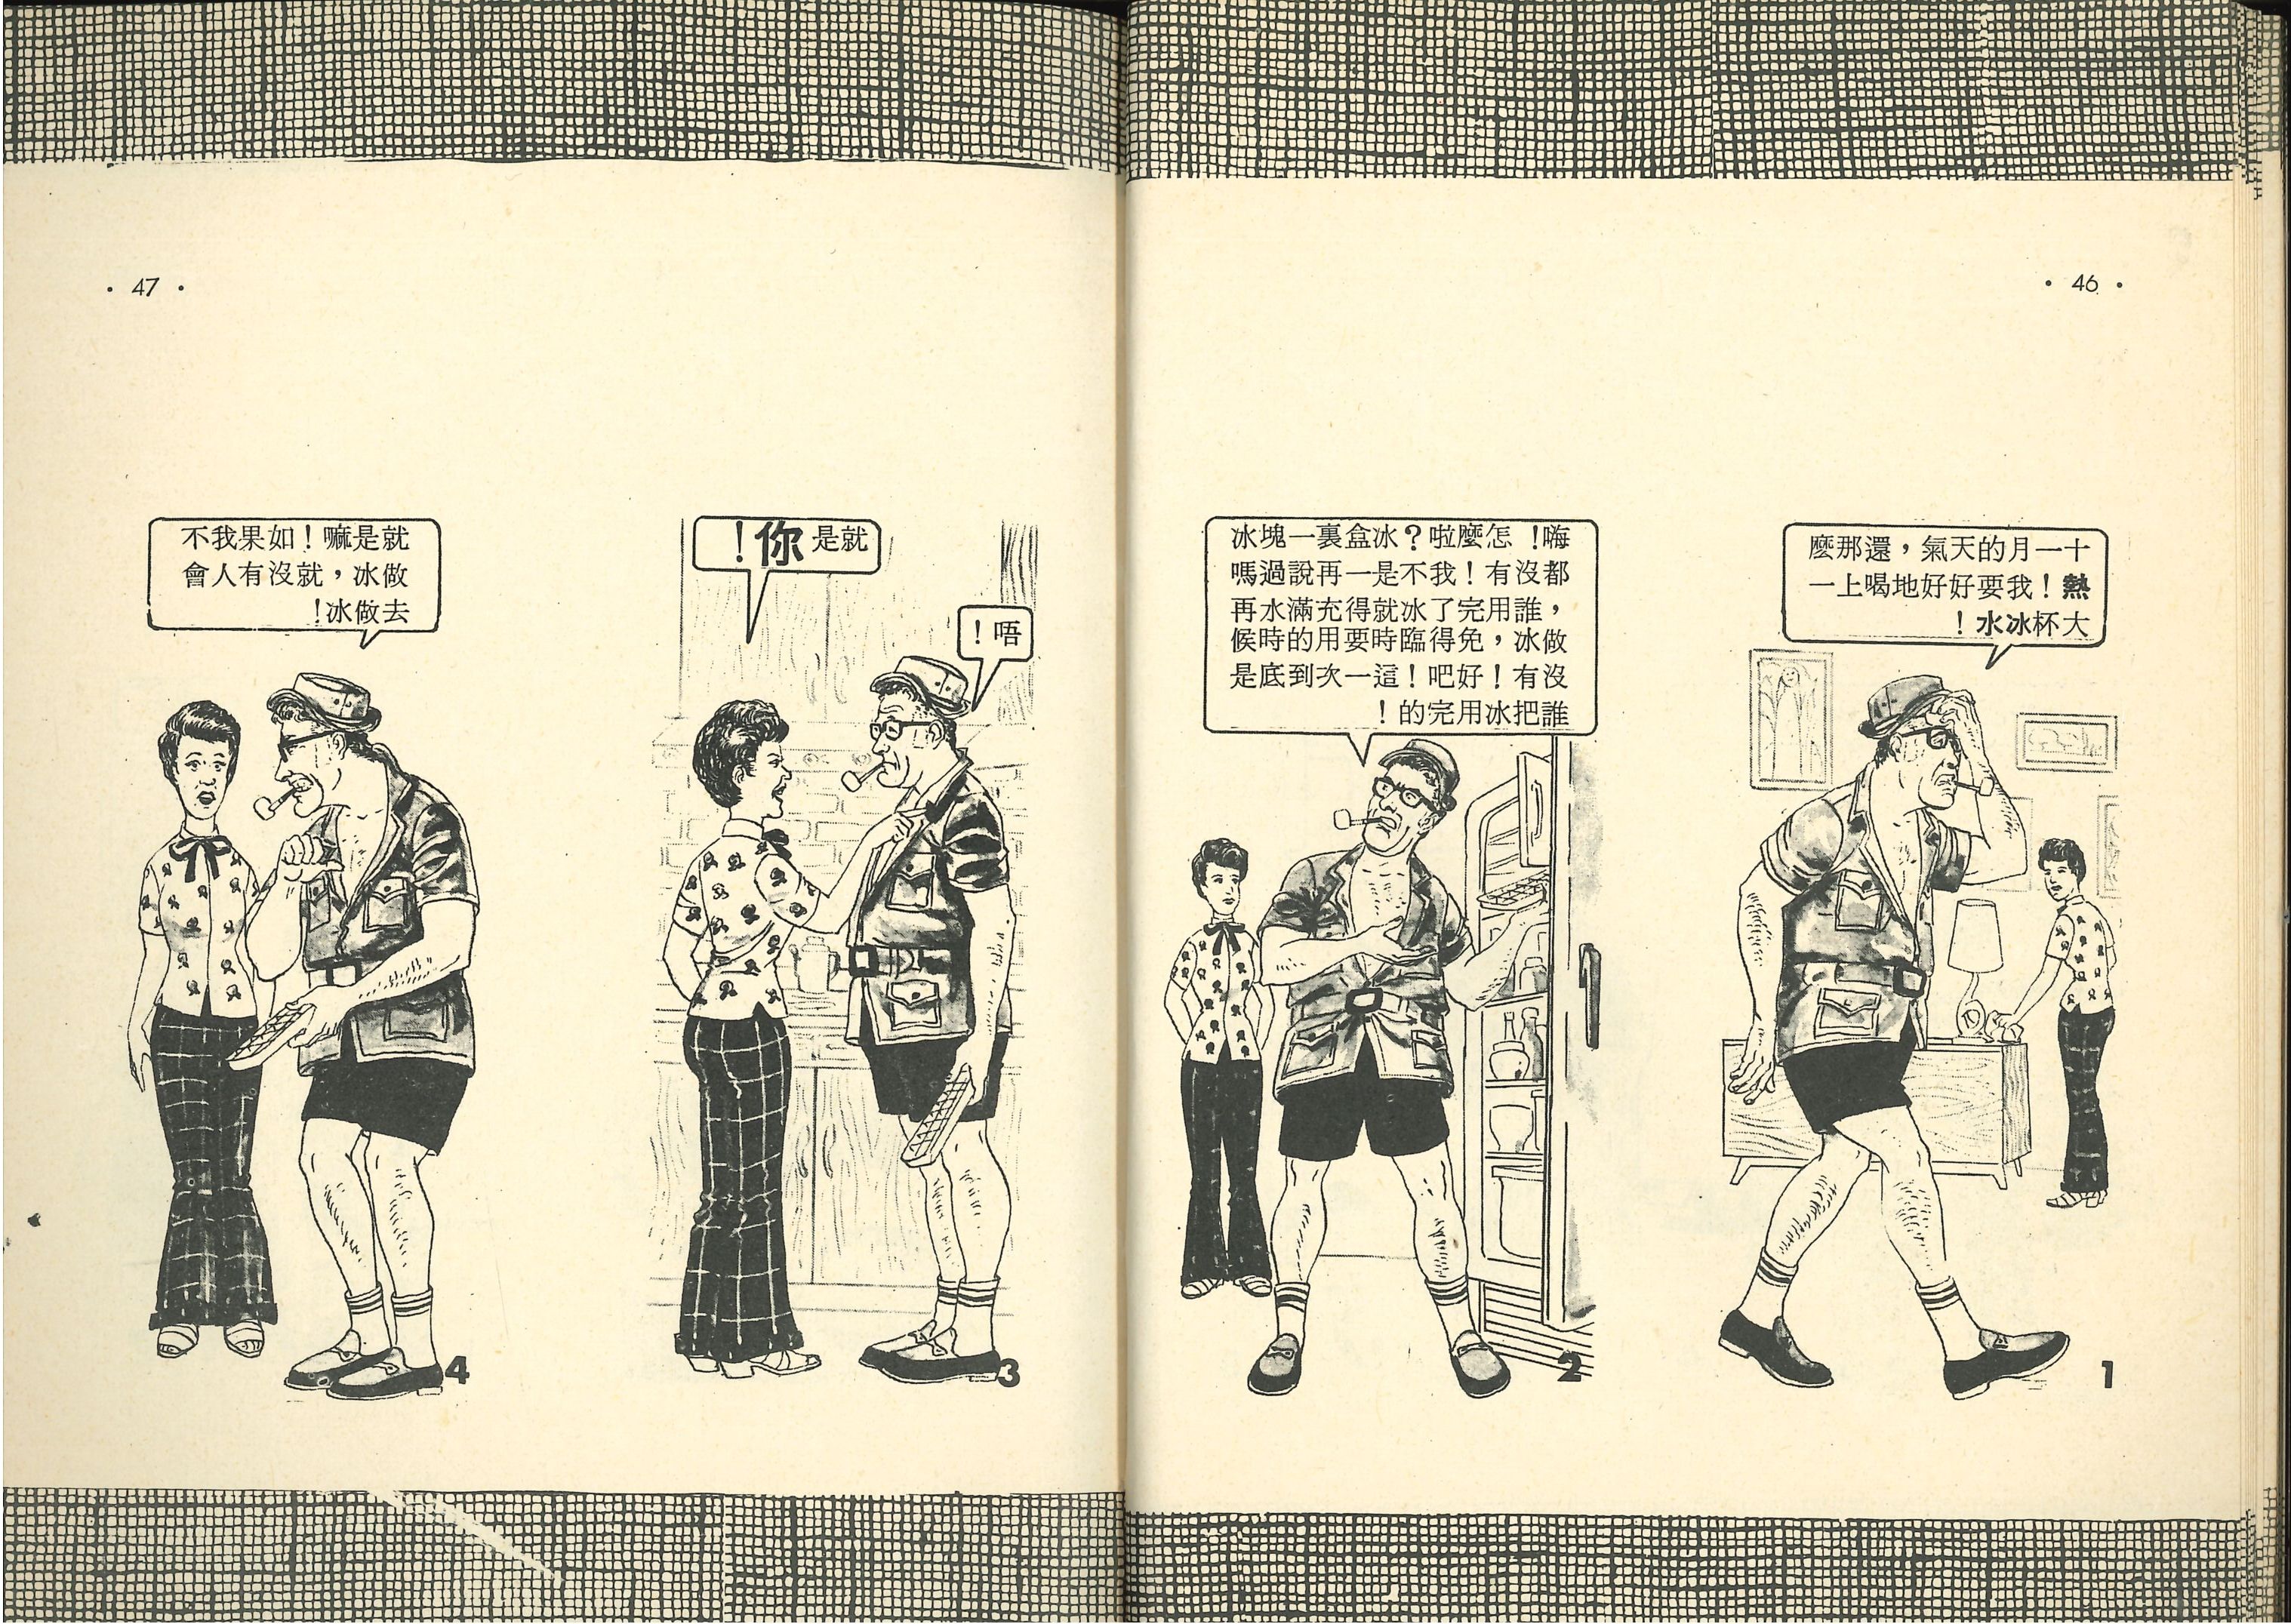 • 46 •
十一月的天氣，還那麼
熱！我要好好地喝上一
大杯冰水！
1
嗨！怎麼啦？冰盒裏一塊冰
都沒有！我不是一再說過嗎
，誰用完了冰就得充滿水再
做冰，免得臨時要用的時候
沒有！好吧！這一次到底是
誰把冰用完的！
2
• 47 •
就是你！
唔！
3
就是嘛！如果我不
做冰，就沒有人會
去做冰！
4